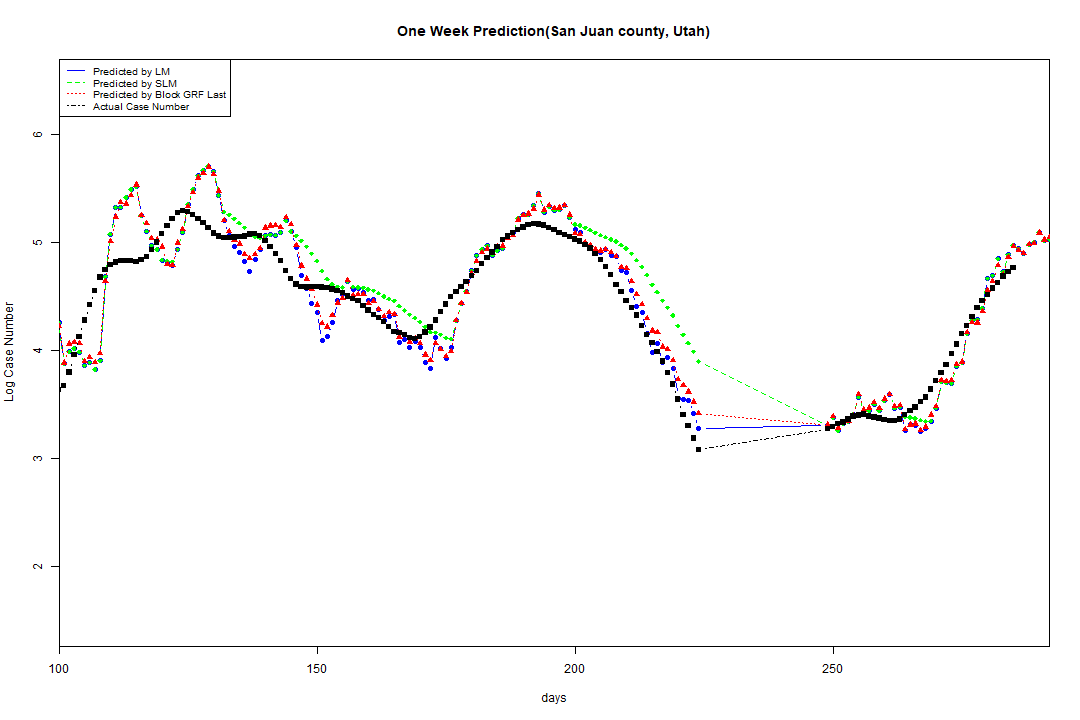 One Week Prediction(San Juan county, Utah)
Predicted by LM
Predicted by SLM
Predicted by Block GRF Last
Actual Case Number
6
5
4
3
2
Log Case Number
100 150 200 250
days